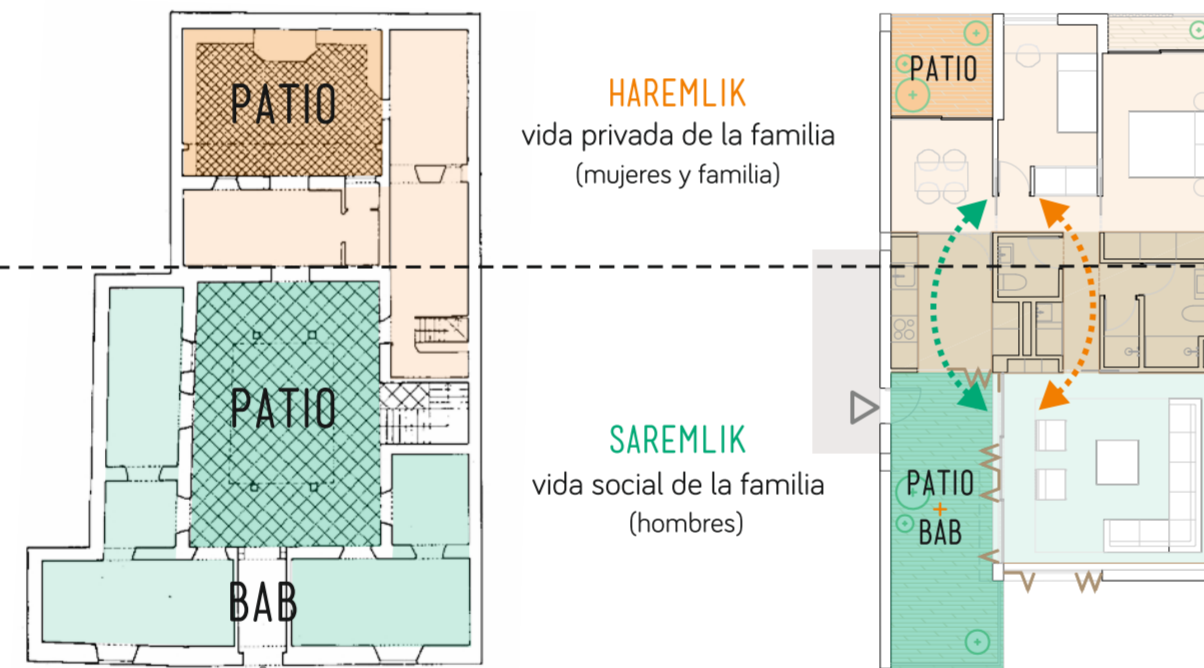 PATIO
HAREMLIK
vida privada de la familia
(mujeres y familia)
PATIO
PATIO
SAREMLIK
vida social de la familia
(hombres)
BAB
PATIO
+
BAB